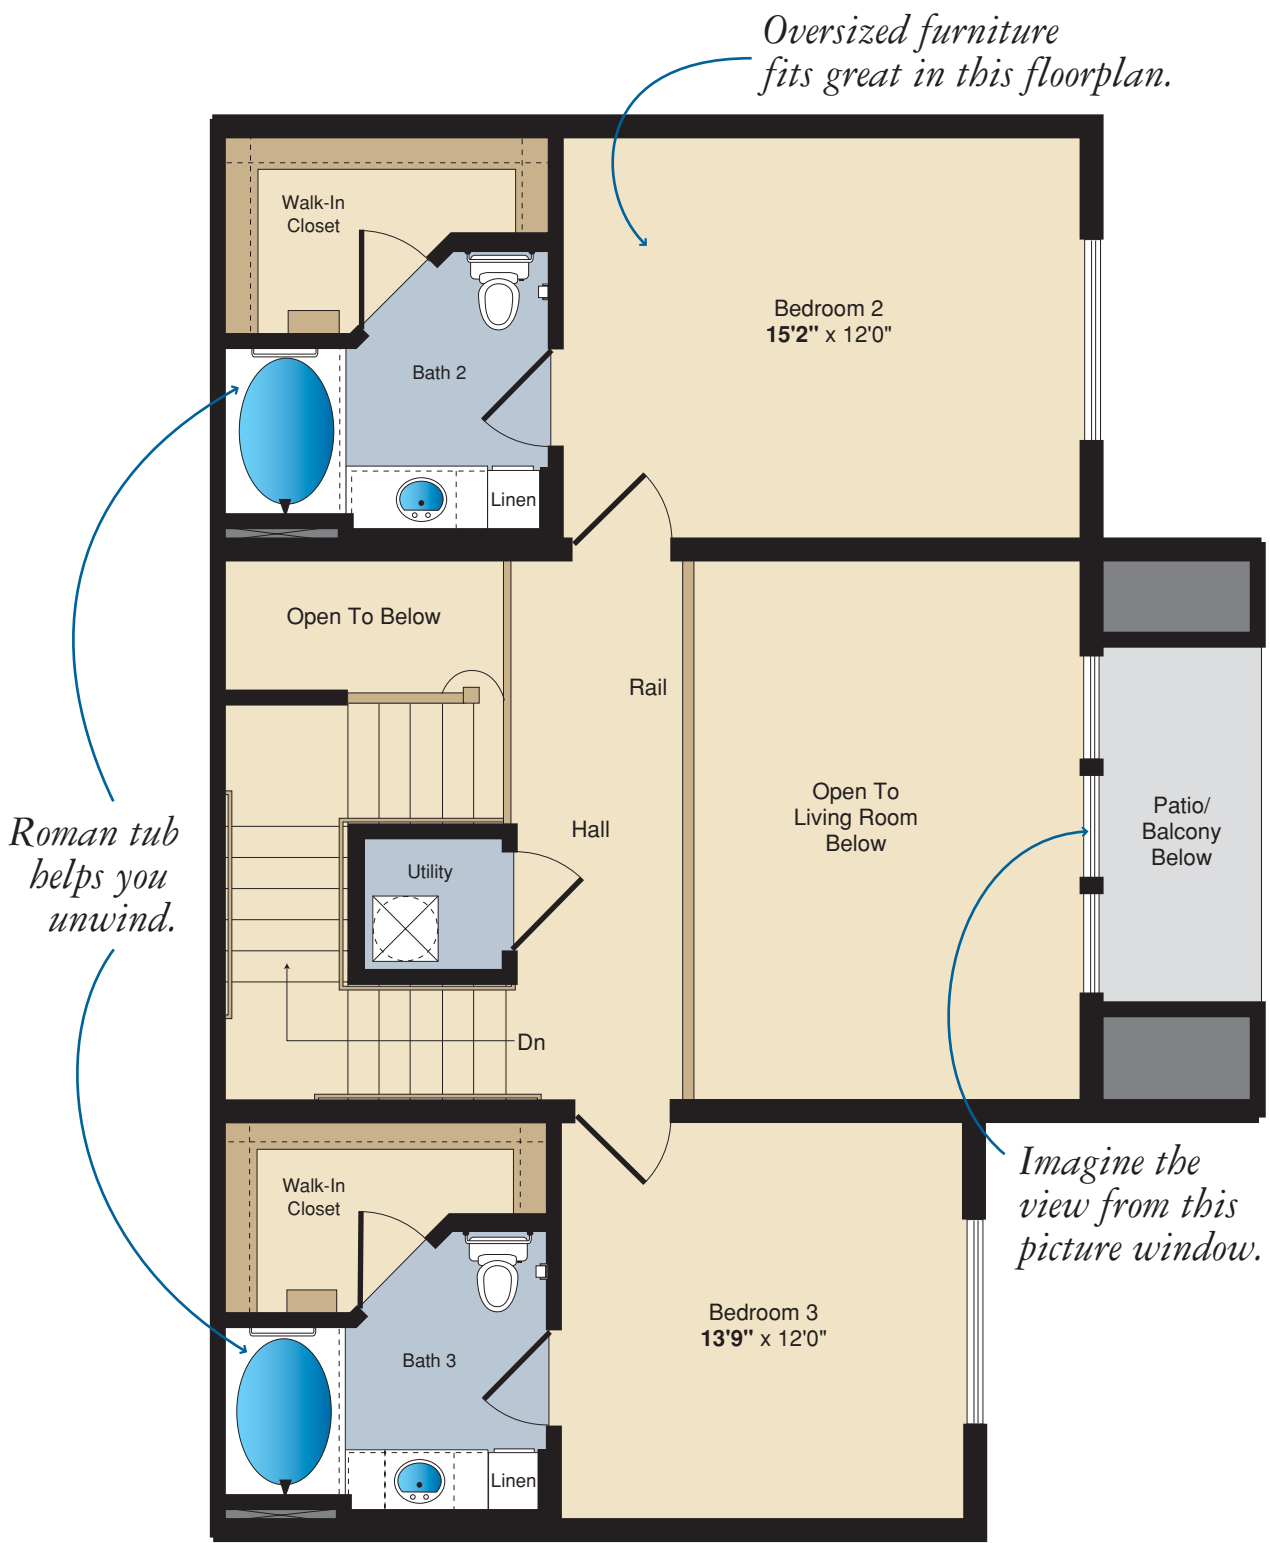 Oversized furniture
fits great in this floorplan.
Walk-In
Closet
Bedroom 2
15'2" x 12'0"
Bath 2
Linen
Open To Below
Rail
Open To
Living Room
Below
Patio/
Balcony
Below
Hall
Roman tub
helps you
unwind.
Utility
Dn
Imagine the
view from this
picture window.
Walk-In
Closet
Bedroom 3
13'9" x 12'0"
Bath 3
Linen